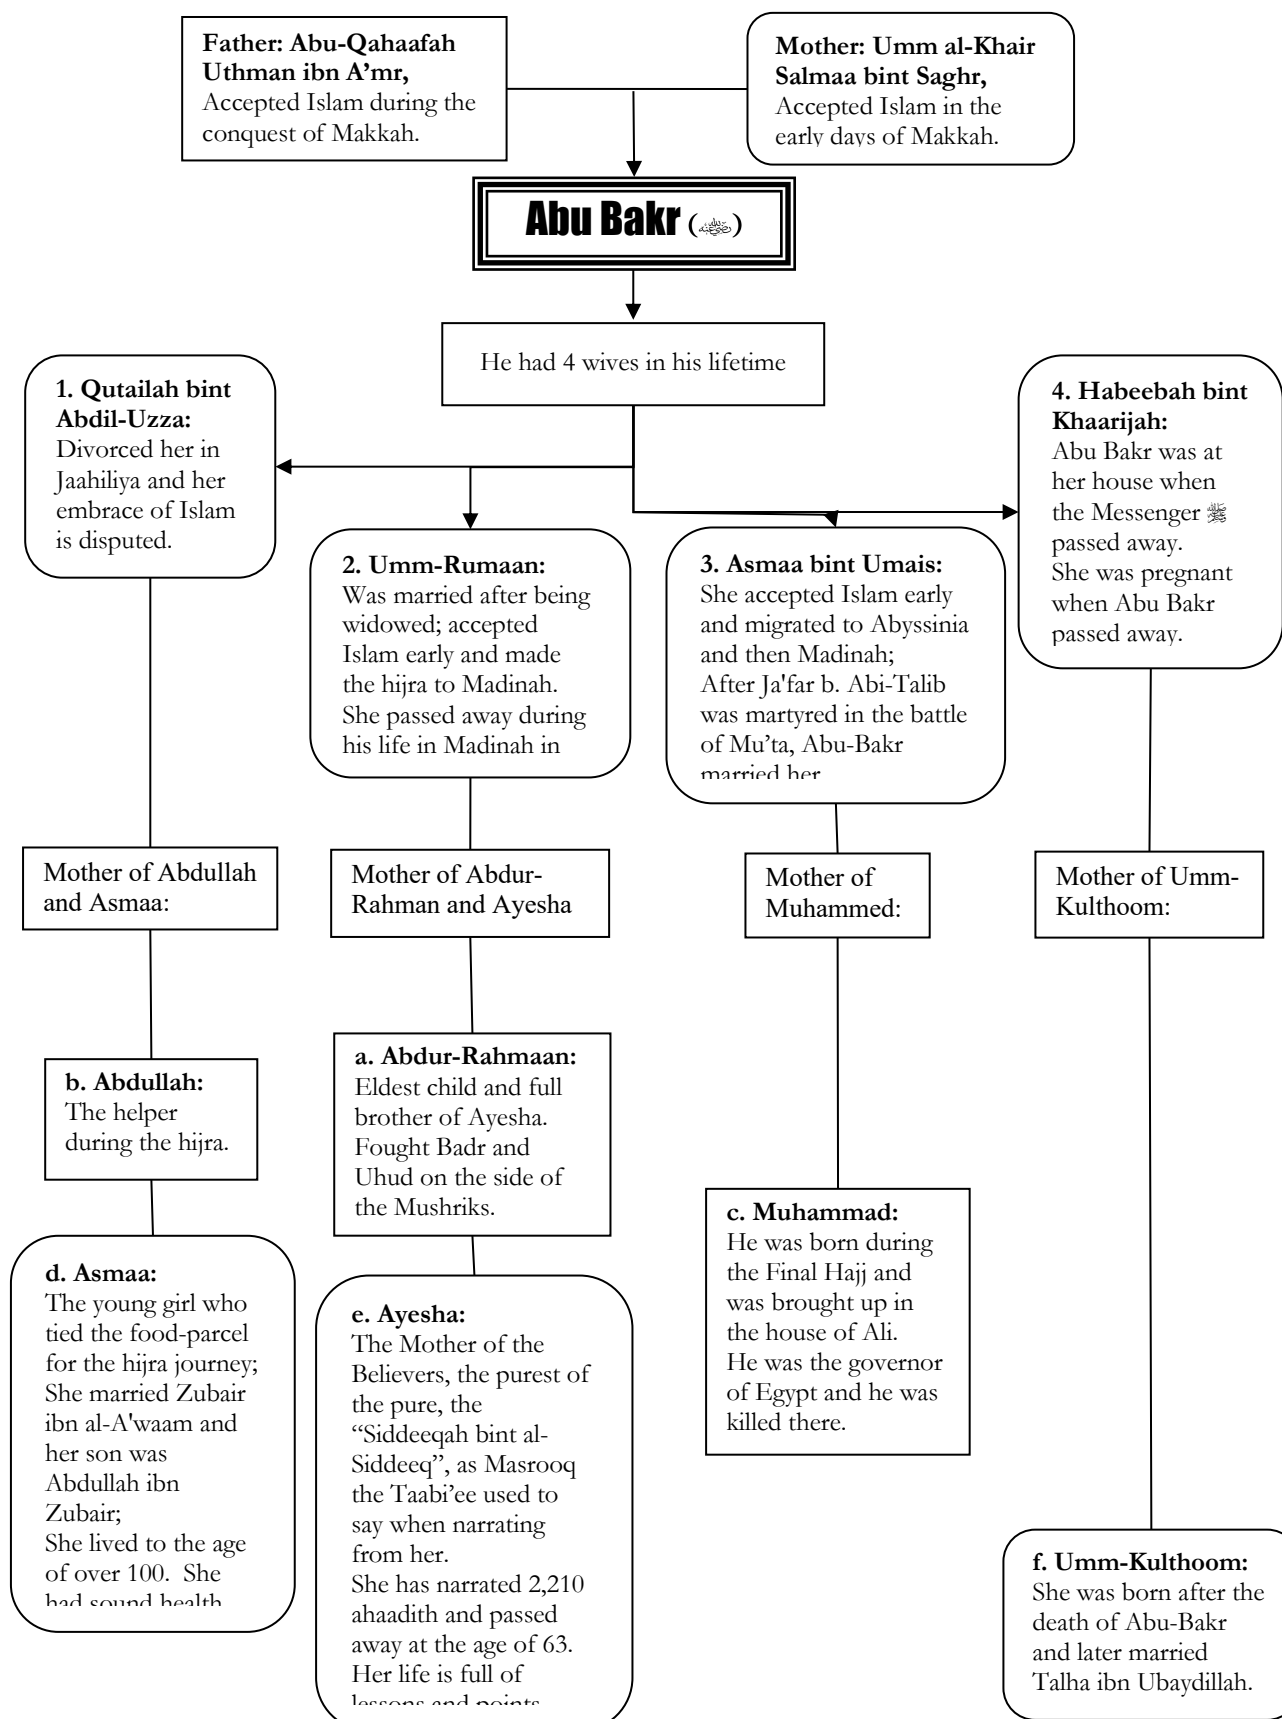 Father: Abu-Qahaafah
Uthman ibn A’mr,
Accepted Islam during the
conquest of Makkah.
Mother: Umm al-Khair
Salmaa bint Saghr,
Accepted Islam in the
early days of Makkah.
Abu Bakr (رضي الله عنه)
He had 4 wives in his lifetime
1. Qutailah bint
Abdil-Uzza:
Divorced her in
Jaahiliya and her
embrace of Islam
is disputed.
2. Umm-Rumaan:
Was married after being
widowed; accepted
Islam early and made
the hijra to Madinah.
She passed away during
his life in Madinah in
3. Asmaa bint Umais:
She accepted Islam early
and migrated to Abyssinia
and then Madinah;
After Ja'far b. Abi-Talib
was martyred in the battle
of Mu’ta, Abu-Bakr
married her
4. Habeebah bint
Khaarijah:
Abu Bakr was at
her house when
the Messenger ﷺ
passed away.
She was pregnant
when Abu Bakr
passed away.
Mother of Abdullah
and Asmaa:
Mother of Abdur-
Rahman and Ayesha
Mother of
Muhammed:
Mother of Umm-
Kulthoom:
b. Abdullah:
The helper
during the hijra.
a. Abdur-Rahmaan:
Eldest child and full
brother of Ayesha.
Fought Badr and
Uhud on the side of
the Mushriks.
c. Muhammad:
He was born during
the Final Hajj and
was brought up in
the house of Ali.
He was the governor
of Egypt and he was
killed there.
d. Asmaa:
The young girl who
tied the food-parcel
for the hijra journey;
She married Zubair
ibn al-A'waam and
her son was
Abdullah ibn
Zubair;
She lived to the age
of over 100.  She
had sound health
e. Ayesha:
The Mother of the
Believers, the purest of
the pure, the
“Siddeeqah bint al-
Siddeeq”, as Masrooq
the Taabi’ee used to
say when narrating
from her.
She has narrated 2,210
ahaadith and passed
away at the age of 63.
Her life is full of
lessons and points
f. Umm-Kulthoom:
She was born after the
death of Abu-Bakr
and later married
Talha ibn Ubaydillah.